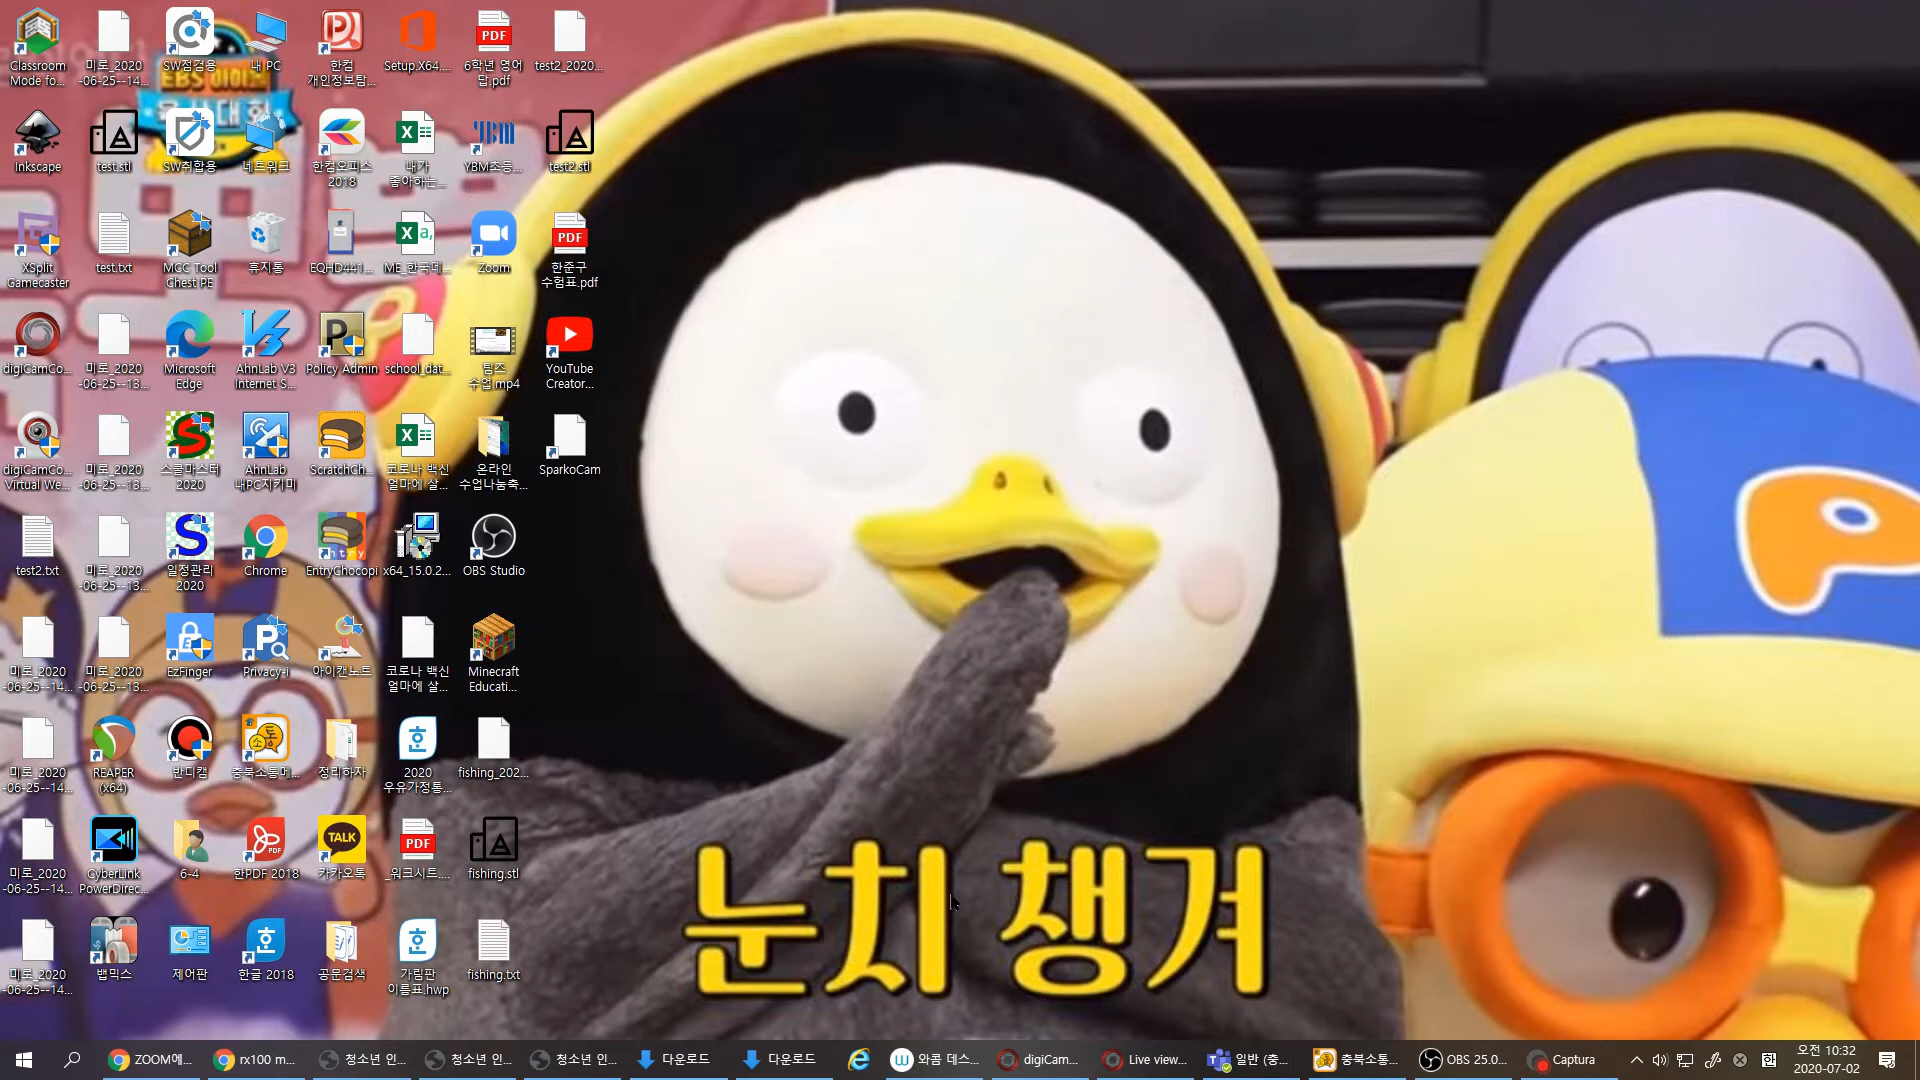 Classroom
Mode fo...
미로_2020
-06-25--14...
SW점검용
내 PC
한컴
개인정보탐...
Setup.X64....
6학년 영어
답.pdf
test2_2020...
Inkscape
test.stl
SW취합용
네트워크
한컴오피스
2018
내가
좋아하는...
YBM초등...
test2.stl
XSplit
Gamecaster
test.txt
MCC Tool
Chest PE
휴지통
EQHD441...
ME_한국데...
Zoom
한준구
수험표.pdf
digiCamCo...
미로_2020
-06-25--13...
Microsoft
Edge
AhnLab V3
Internet S...
Policy Admin
school_dat...
팀즈
수업.mp4
YouTube
Creator...
digiCamCo...
Virtual We...
미로_2020
-06-25--13...
스쿨마스터
2020
AhnLab
내PC지키미
ScratchCh...
코로나 백신
얼마에 살...
온라인
수업나눔축...
SparkoCam
test2.txt
미로_2020
-06-25--13...
일정관리
2020
Chrome
EntryChocopi
x64_15.0.2...
OBS Studio
미로_2020
-06-25--14...
미로_2020
-06-25--13...
EzFinger
Privacy-i
아이캔노트
코로나 백신
얼마에 살...
Minecraft
Educati...
미로_2020
-06-25--14...
REAPER
(x64)
반디캠
충북소통메...
정리하자
2020
우유가정통...
fishing_202...
미로_2020
-06-25--14...
CyberLink
PowerDirec...
6-4
한PDF 2018
카카오톡
_워크시트....
fishing.stl
미로_2020
-06-25--14...
뱁믹스
제어판
한글 2018
공문검색
가림판
이름표.hwp
fishing.txt
눈치 챙겨
ZOOM에...
rx100 m...
청소년 인...
청소년 인...
청소년 인...
다운로드
다운로드
와콤 데스...
digiCam...
Live view...
일반 (충...
충북소통...
OBS 25.0...
Captura
한
오전 10:32
2020-07-02